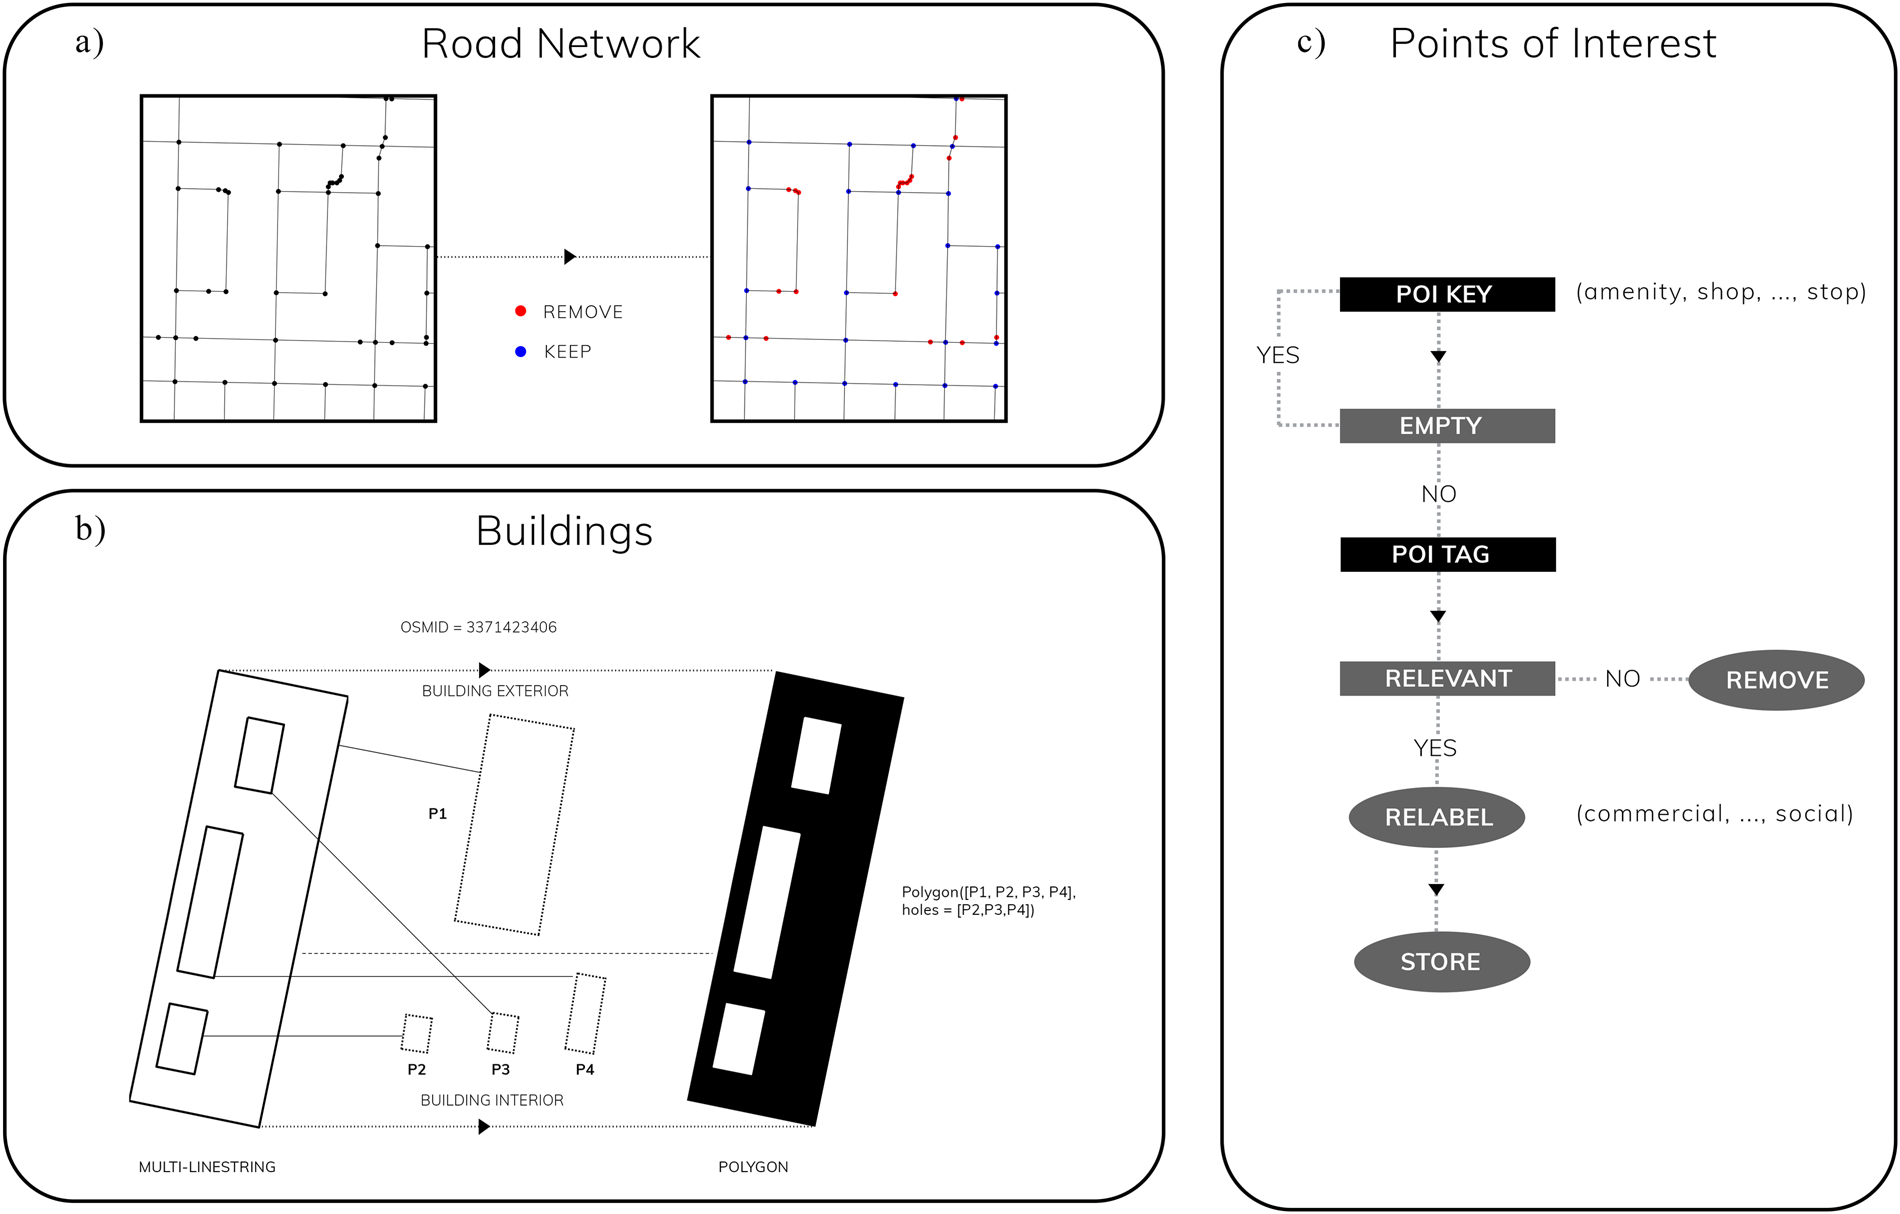 a)
Road Network
REMOVE
KEEP
b)
Buildings
OSMID = 3371423406
BUILDING EXTERIOR
P1
Polygon([P1, P2, P3, P4],
holes = [P2,P3,P4])
P2
P3
P4
BUILDING INTERIOR
MULTI-LINESTRING
POLYGON
c)
Points of Interest
POI KEY
(amenity, shop, ..., stop)
YES
EMPTY
NO
POI TAG
RELEVANT
NO
REMOVE
YES
RELABEL
(commercial, ..., social)
STORE